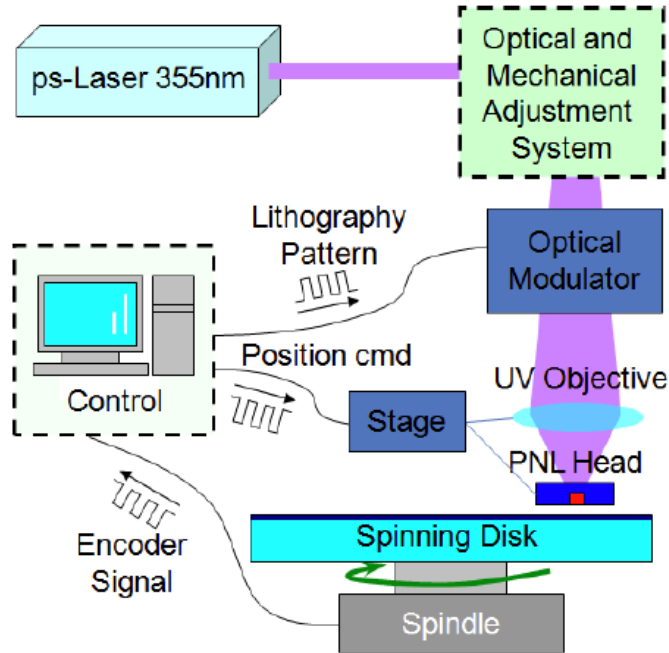 ps-Laser 355nm
Optical and
Mechanical
Adjustment
System
Lithography
Pattern
Optical
Modulator
Control
Position cmd
Stage
UV Objective
PNL Head
Encoder
Signal
Spinning Disk
Spindle